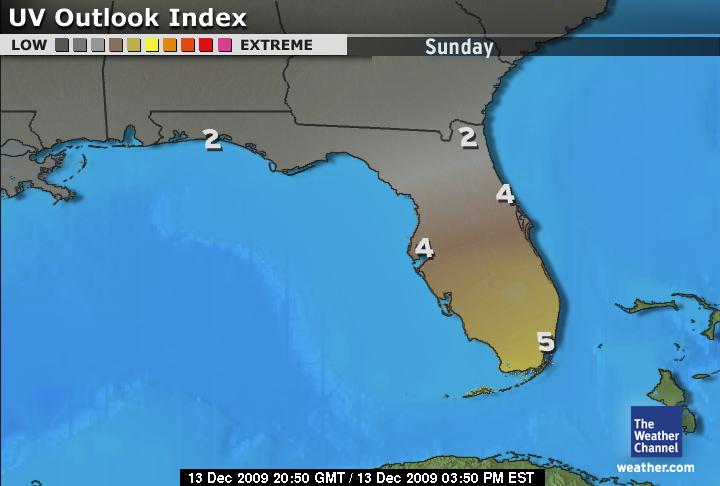 UV Outlook Index
LOW EXTREME
Sunday
2
2
4
4
5
The
Weather
Channel
weather.com
13 Dec 2009 20:50 GMT / 13 Dec 2009 03:50 PM EST